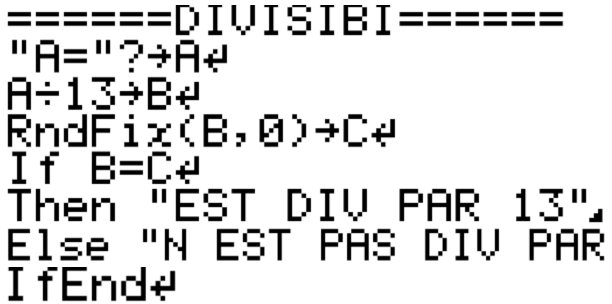 ======DIVISIBI======
"A="?→A↵
A÷13→B↵
RndFix(B,0)→C↵
If B=C↵
Then "EST DIV PAR 13"◢
Else "N EST PAS DIV PAR
IfEnd↵